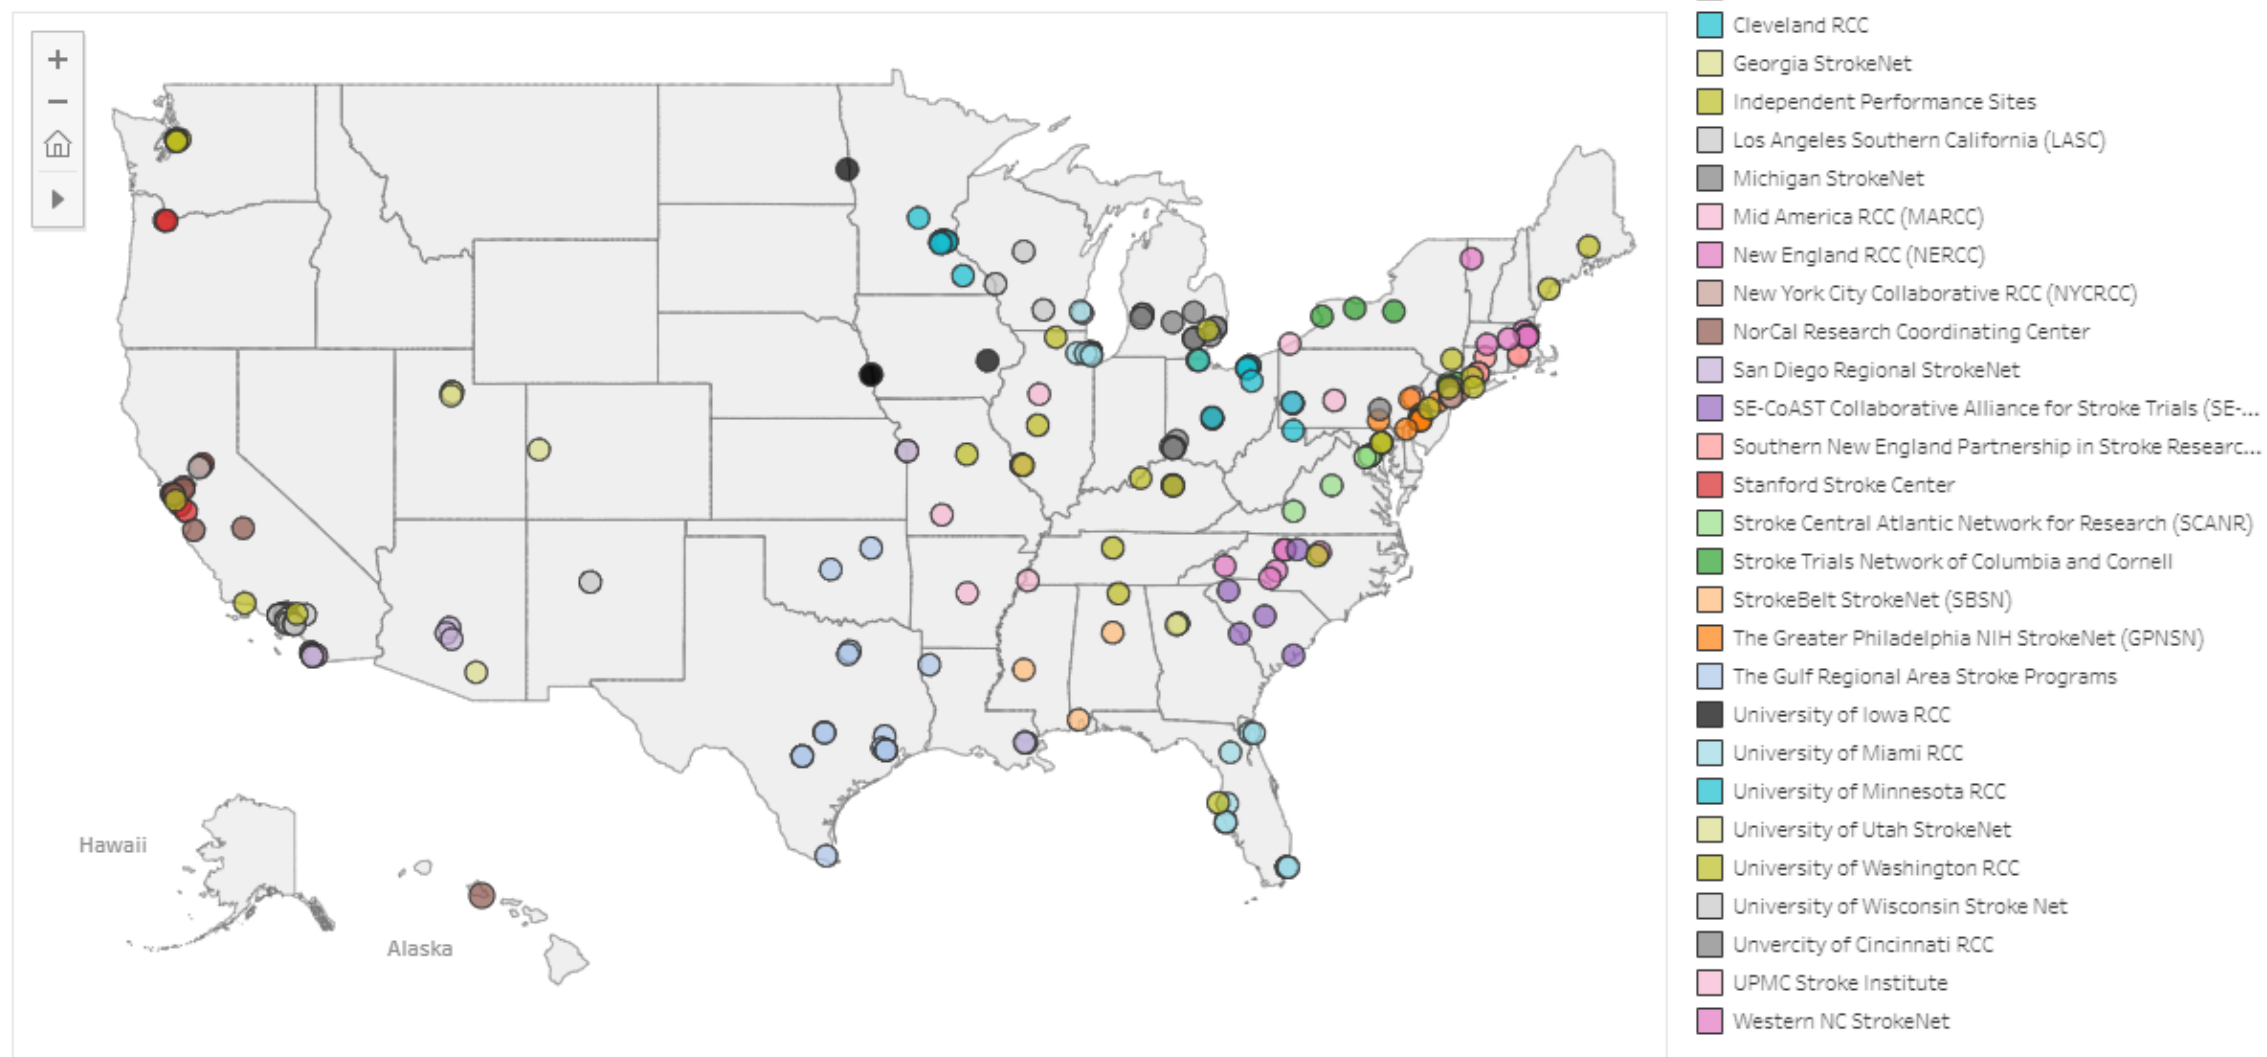 +
−
Hawaii
Alaska
Cleveland RCC
Georgia StrokeNet
Independent Performance Sites
Los Angeles Southern California (LASC)
Michigan StrokeNet
Mid America RCC (MARCC)
New England RCC (NERCC)
New York City Collaborative RCC (NYCRCC)
NorCal Research Coordinating Center
San Diego Regional StrokeNet
SE-CoAST Collaborative Alliance for Stroke Trials (SE-...
Southern New England Partnership in Stroke Researc...
Stanford Stroke Center
Stroke Central Atlantic Network for Research (SCANR)
Stroke Trials Network of Columbia and Cornell
StrokeBelt StrokeNet (SBSN)
The Greater Philadelphia NIH StrokeNet (GPNSN)
The Gulf Regional Area Stroke Programs
University of Iowa RCC
University of Miami RCC
University of Minnesota RCC
University of Utah StrokeNet
University of Washington RCC
University of Wisconsin Stroke Net
Unvercity of Cincinnati RCC
UPMC Stroke Institute
Western NC StrokeNet